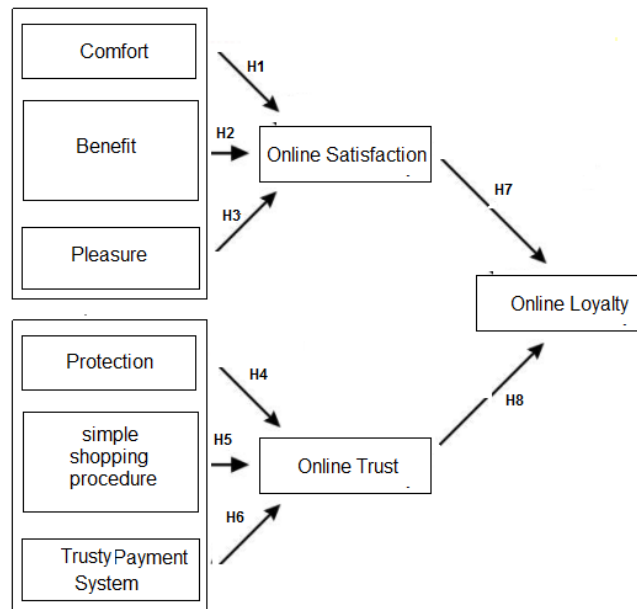 Comfort
H1
Benefit
H2
Online Satisfaction
Pleasure
H3
H7
Online Loyalty
Protection
H4
H8
simple
shopping
procedure
H5
Online Trust
H6
Trusty Payment
System